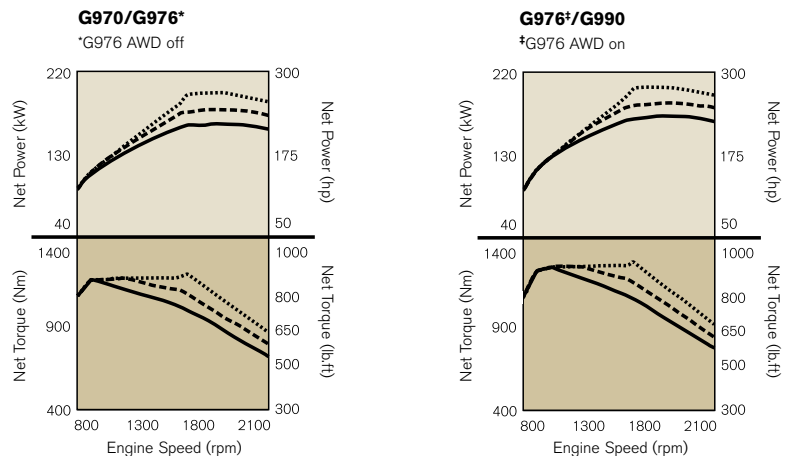 G970/G976*
*G976 AWD off
220
130
40
Net Power (kW)
300
175
50
Net Power (hp)
1400
900
400
Net Torque (Nm)
1000
800
650
500
300
Net Torque (lb.ft)
800 1300 1800 2100
Engine Speed (rpm)
G976‡/G990
‡G976 AWD on
220
130
40
Net Power (kW)
300
175
50
Net Power (hp)
1400
900
400
Net Torque (Nm)
1000
800
650
500
300
Net Torque (lb.ft)
800 1300 1800 2100
Engine Speed (rpm)